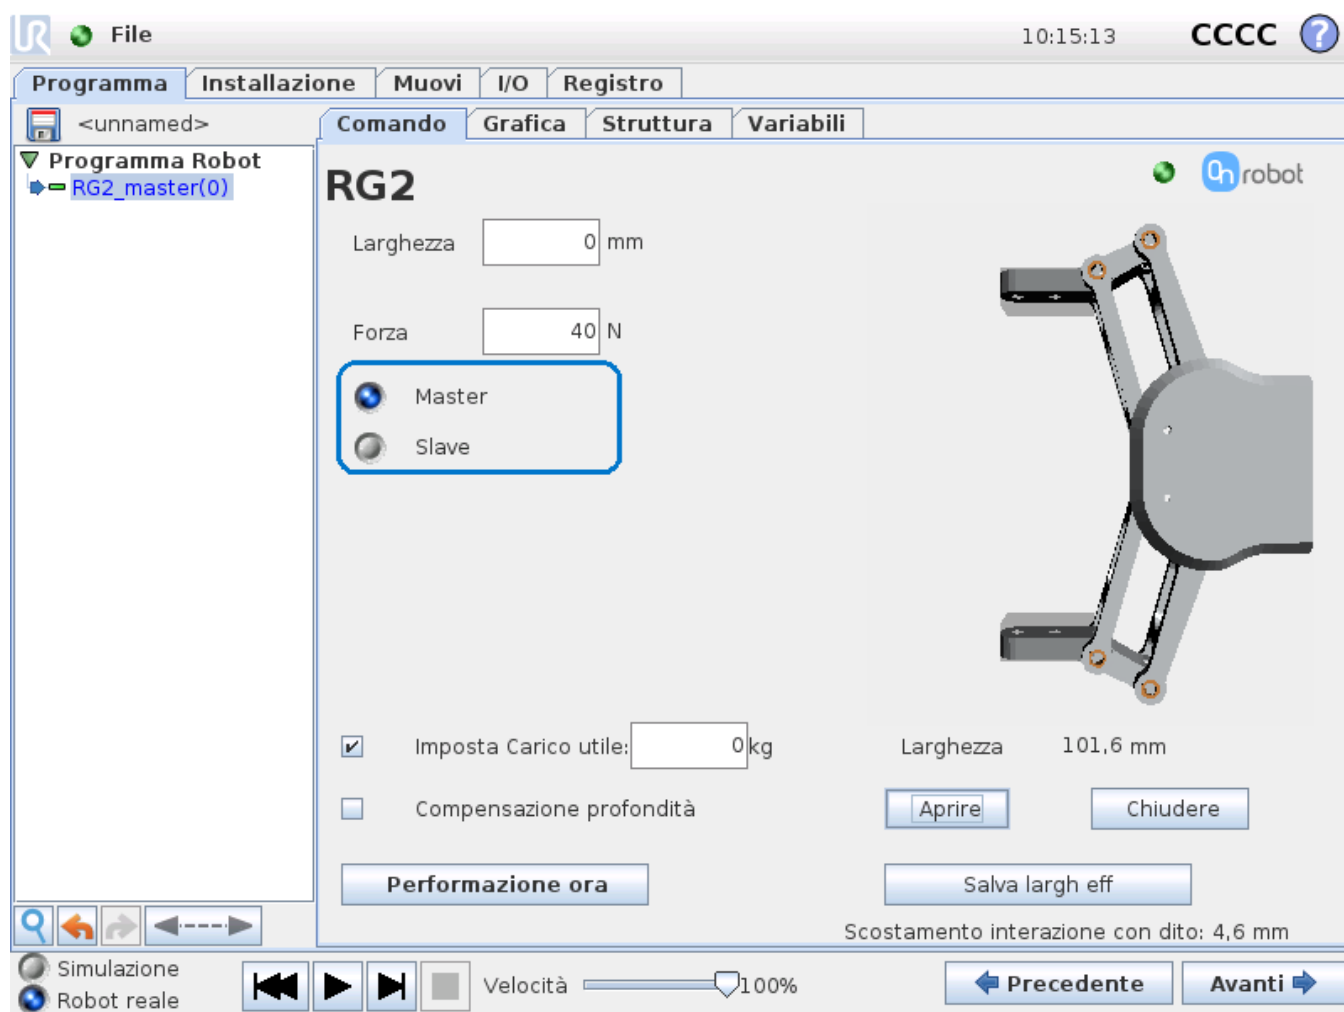 UR File 10:15:13 CCCC ?
Programma Installazione Muovi I/O Registro
<unnamed> Comando Grafica Struttura Variabili
Programma Robot
RG2_master(0)
RG2
On robot
Larghezza 0 mm
Forza 40 N
Master
Slave
Imposta Carico utile: 0 kg Larghezza 101,6 mm
Compensazione profondità Aprire Chiudere
Performazione ora Salva largh eff
Scostamento interazione con dito: 4,6 mm
Simulazione
Robot reale
Velocità 100% Precedente Avanti